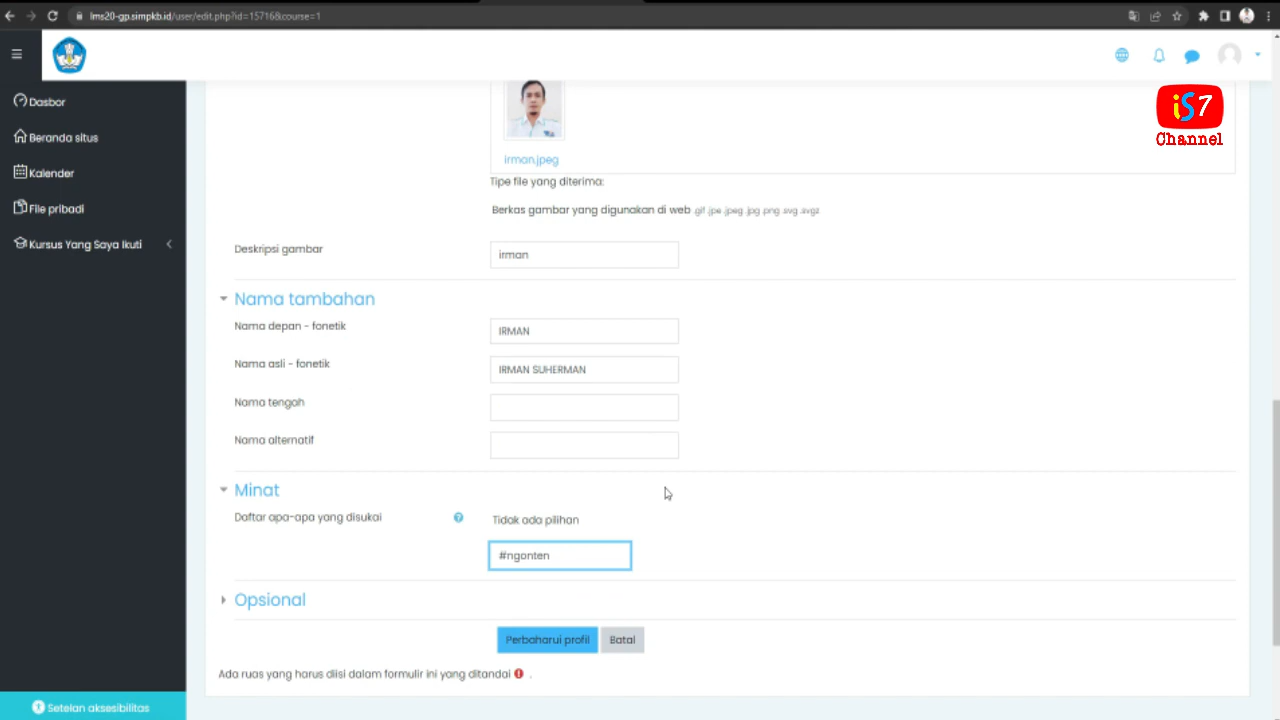 lms20-gp.simpkb.id/user/edit.php?id=15716&course=1
iS7
Channel
Dasbor
Beranda situs
Kalender
File pribadi
Kursus Yang Saya Ikuti
Setelan aksesibilitas
irman.jpeg
Tipe file yang diterima:
Berkas gambar yang digunakan di web .gif .jpe .jpeg .jpg .png .svg .svgz
Deskripsi gambar
irman
Nama tambahan
Nama depan - fonetik
IRMAN
Nama asli - fonetik
IRMAN SUHERMAN
Nama tengah
Nama alternatif
Minat
Daftar apa-apa yang disukai
Tidak ada pilihan
#ngonten
Opsional
Perbaharui profil
Batal
Ada ruas yang harus diisi dalam formulir ini yang ditandai .